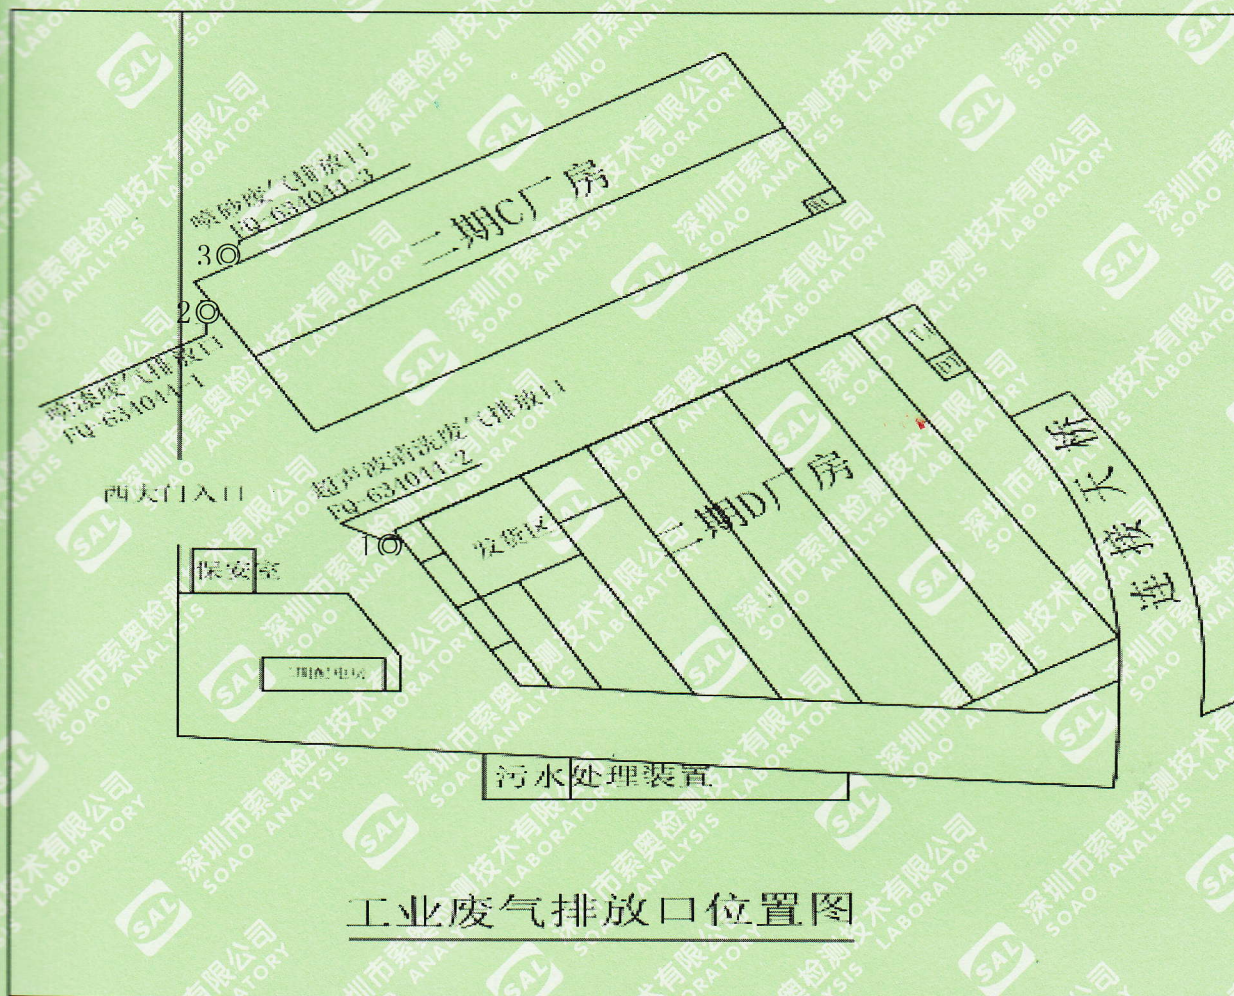 喷砂废气排放口
FQ-634011-3
3
二期C厂房
2
喷漆废气排放口
FQ-634011-1
超声波清洗废气排放口
FQ-634011-2
西大门入口
1
发货区
二期D厂房
连接天桥
保安室
二期配电房
污水处理装置
工业废气排放口位置图
深圳市索奥检测技术有限公司
SOAO ANALYSIS LABORATORY
SAL